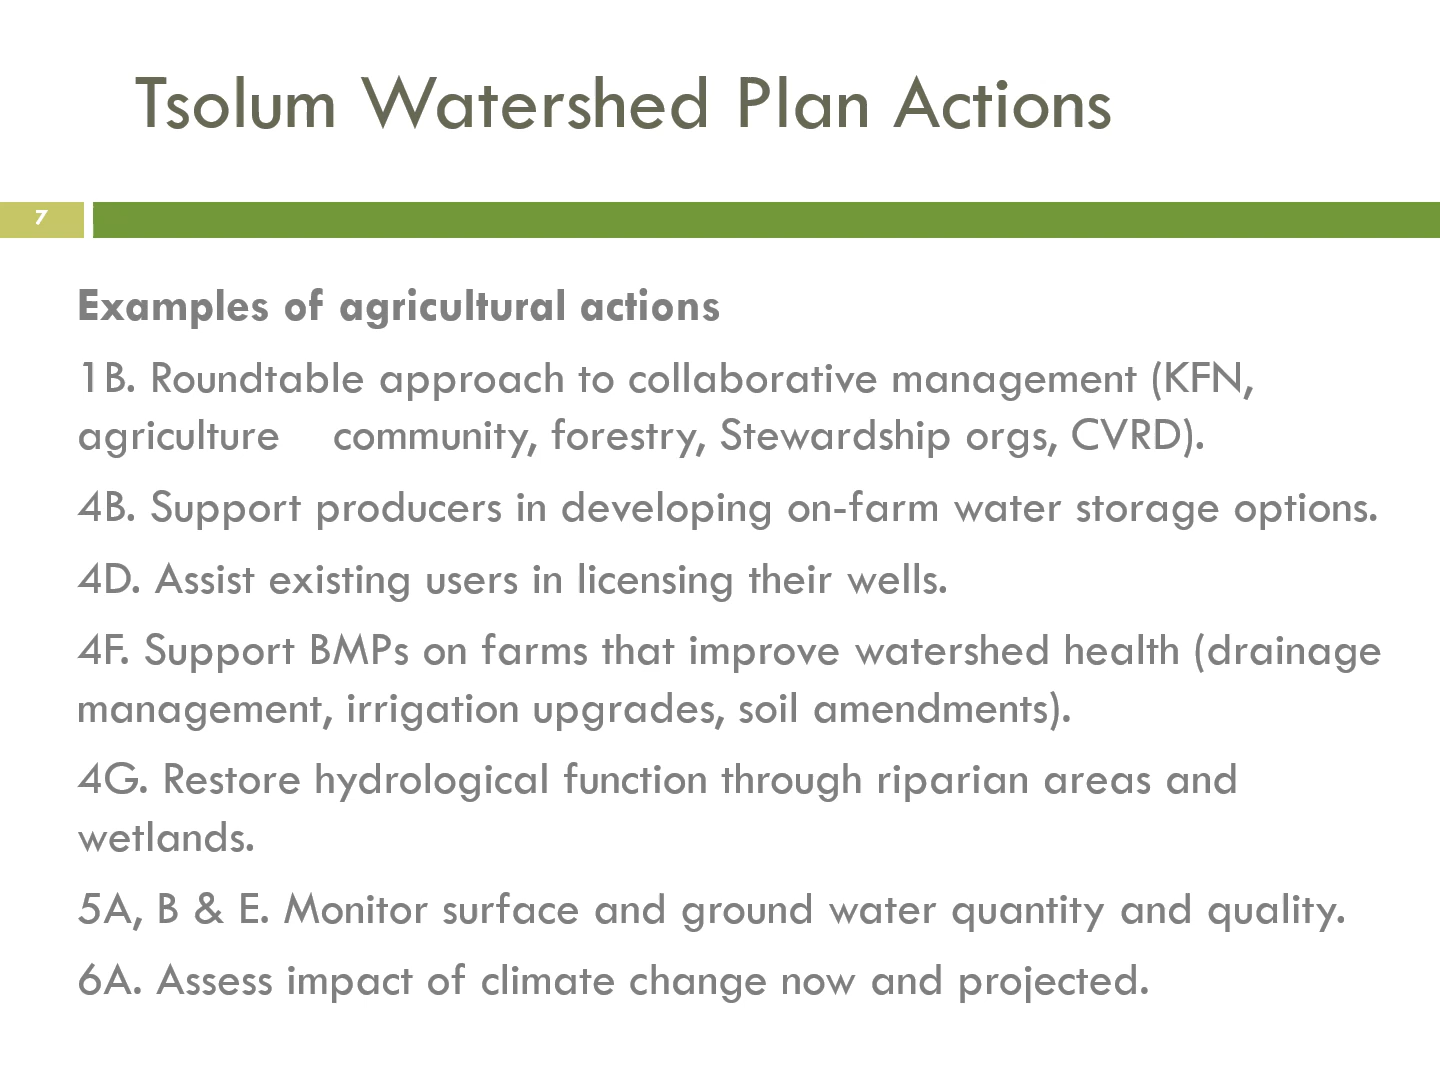 Tsolum Watershed Plan Actions
7
Examples of agricultural actions
1B. Roundtable approach to collaborative management (KFN,
agriculture community, forestry, Stewardship orgs, CVRD).
4B. Support producers in developing on-farm water storage options.
4D. Assist existing users in licensing their wells.
4F. Support BMPs on farms that improve watershed health (drainage
management, irrigation upgrades, soil amendments).
4G. Restore hydrological function through riparian areas and
wetlands.
5A, B & E. Monitor surface and ground water quantity and quality.
6A. Assess impact of climate change now and projected.